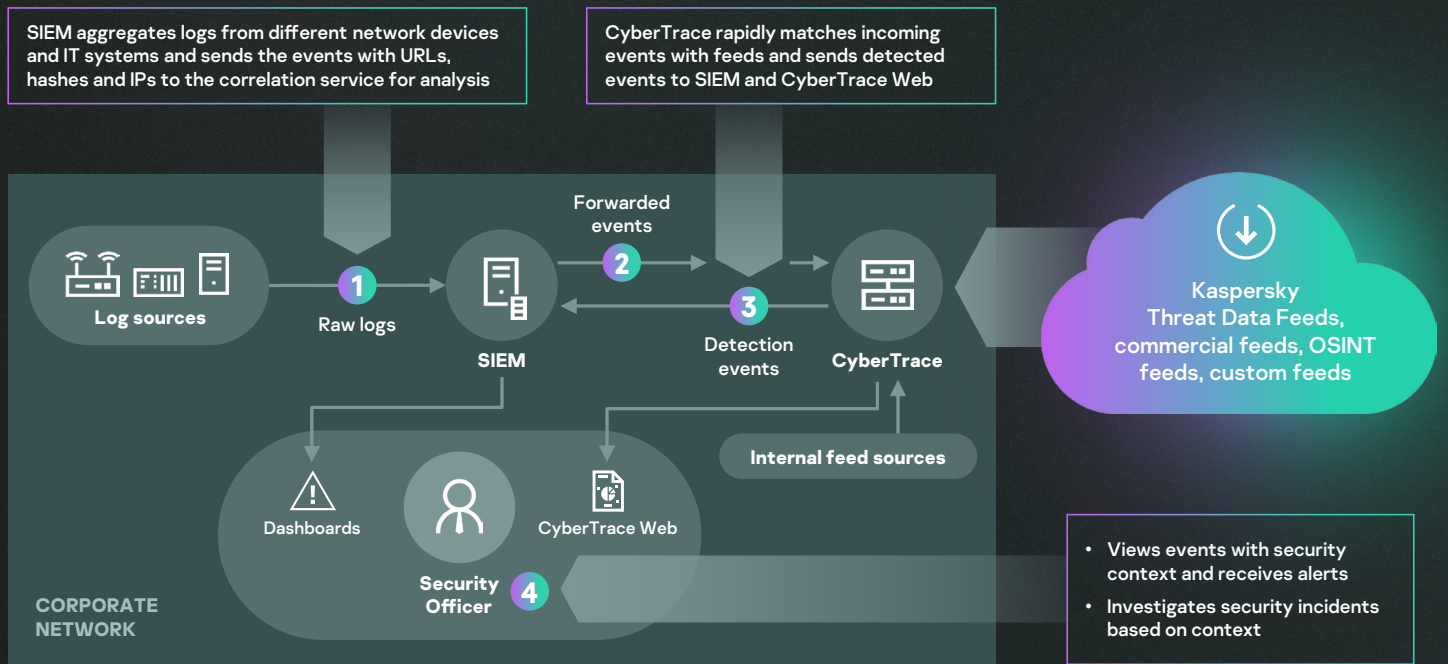 SIEM aggregates logs from different network devices
and IT systems and sends the events with URLs,
hashes and IPs to the correlation service for analysis
CyberTrace rapidly matches incoming
events with feeds and sends detected
events to SIEM and CyberTrace Web
Forwarded
events
2
1
3
Log sources
Raw logs
SIEM
Detection
events
CyberTrace
Kaspersky
Threat Data Feeds,
commercial feeds, OSINT
feeds, custom feeds
Internal feed sources
Dashboards
CyberTrace Web
Security
Officer
4
CORPORATE
NETWORK
• Views events with security
context and receives alerts
• Investigates security incidents
based on context